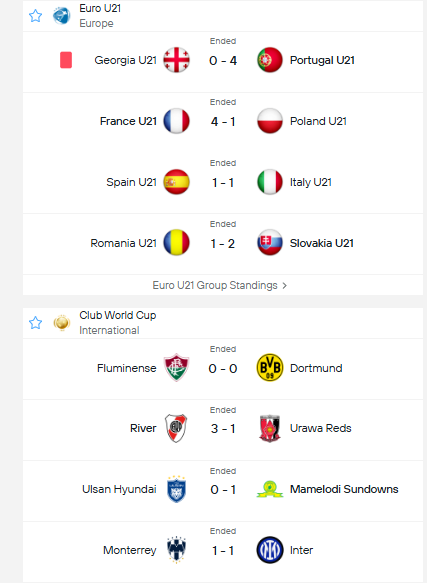 Euro U21
Europe
Ended
Georgia U21 0 - 4 Portugal U21
Ended
France U21 4 - 1 Poland U21
Ended
Spain U21 1 - 1 Italy U21
Ended
Romania U21 1 - 2 Slovakia U21
Euro U21 Group Standings >
Club World Cup
International
Ended
Fluminense 0 - 0 BVB 09 Dortmund
Ended
River 3 - 1 Urawa Reds
Ended
Ulsan Hyundai 0 - 1 Mamelodi Sundowns
Ended
Monterrey 1 - 1 Inter